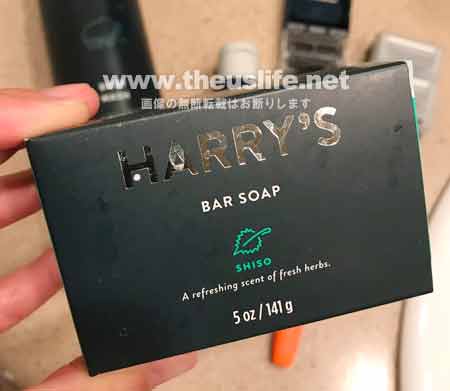 www.theuslife.net
画像の無断転載はお断りします
HARRY'S
BAR SOAP
SHISO
A refreshing scent of fresh herbs.
5 oz / 141 g